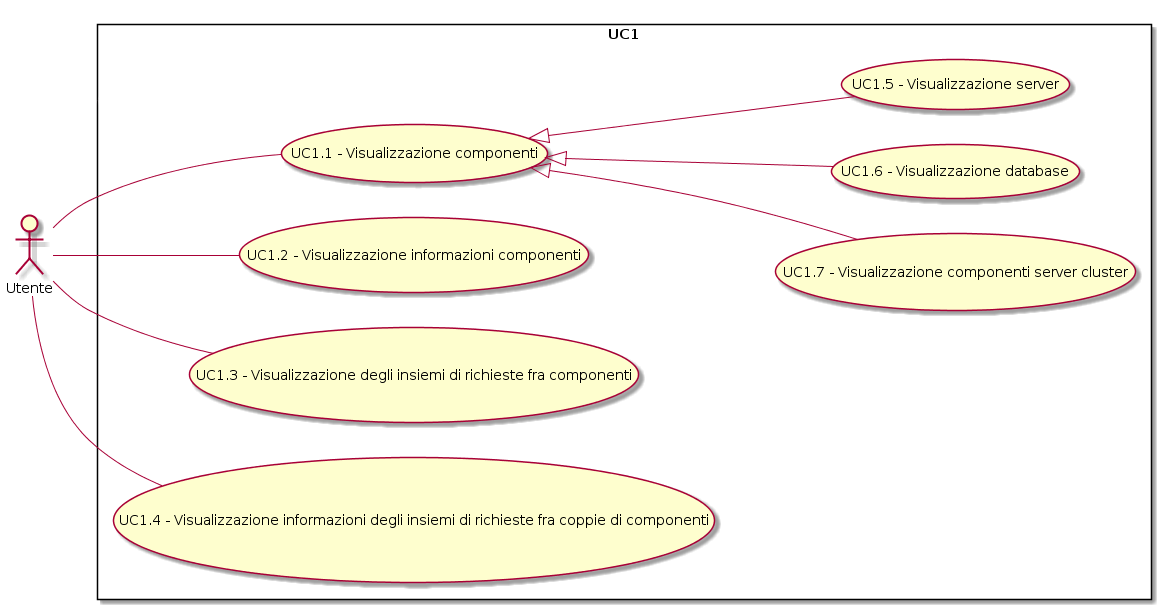 UC1
UC1.5 - Visualizzazione server
UC1.1 - Visualizzazione componenti
UC1.6 - Visualizzazione database
UC1.2 - Visualizzazione informazioni componenti
UC1.7 - Visualizzazione componenti server cluster
Utente
UC1.3 - Visualizzazione degli insiemi di richieste fra componenti
UC1.4 - Visualizzazione informazioni degli insiemi di richieste fra coppie di componenti